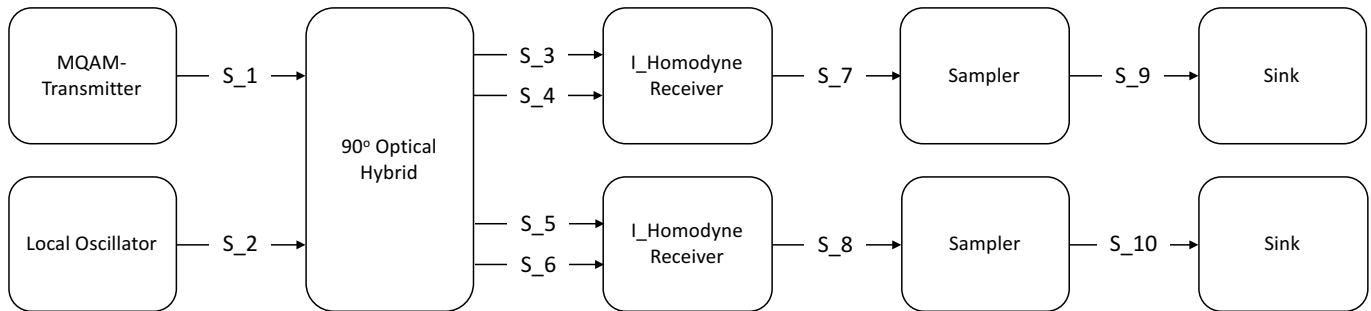 MQAM-
Transmitter
S_1
90º Optical
Hybrid
S_3
S_4
I_Homodyne
Receiver
S_7
Sampler
S_9
Sink
Local Oscillator
S_2
S_5
S_6
I_Homodyne
Receiver
S_8
Sampler
S_10
Sink